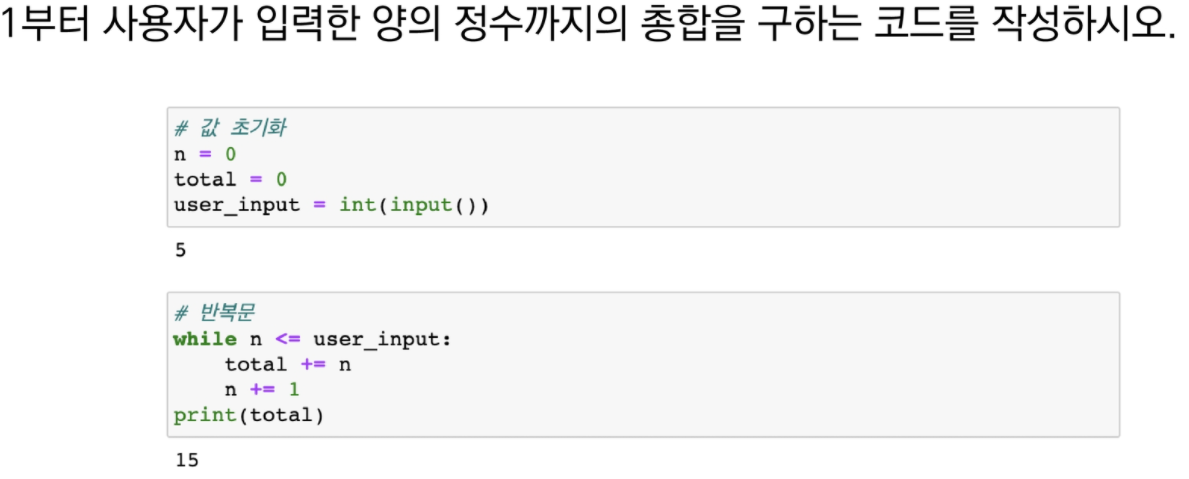 1부터 사용자가 입력한 양의 정수까지의 총합을 구하는 코드를 작성하시오.
# 값 초기화
n = 0
total = 0
user_input = int(input())
5
# 반복문
while n <= user_input:
    total += n
    n += 1
print(total)
15